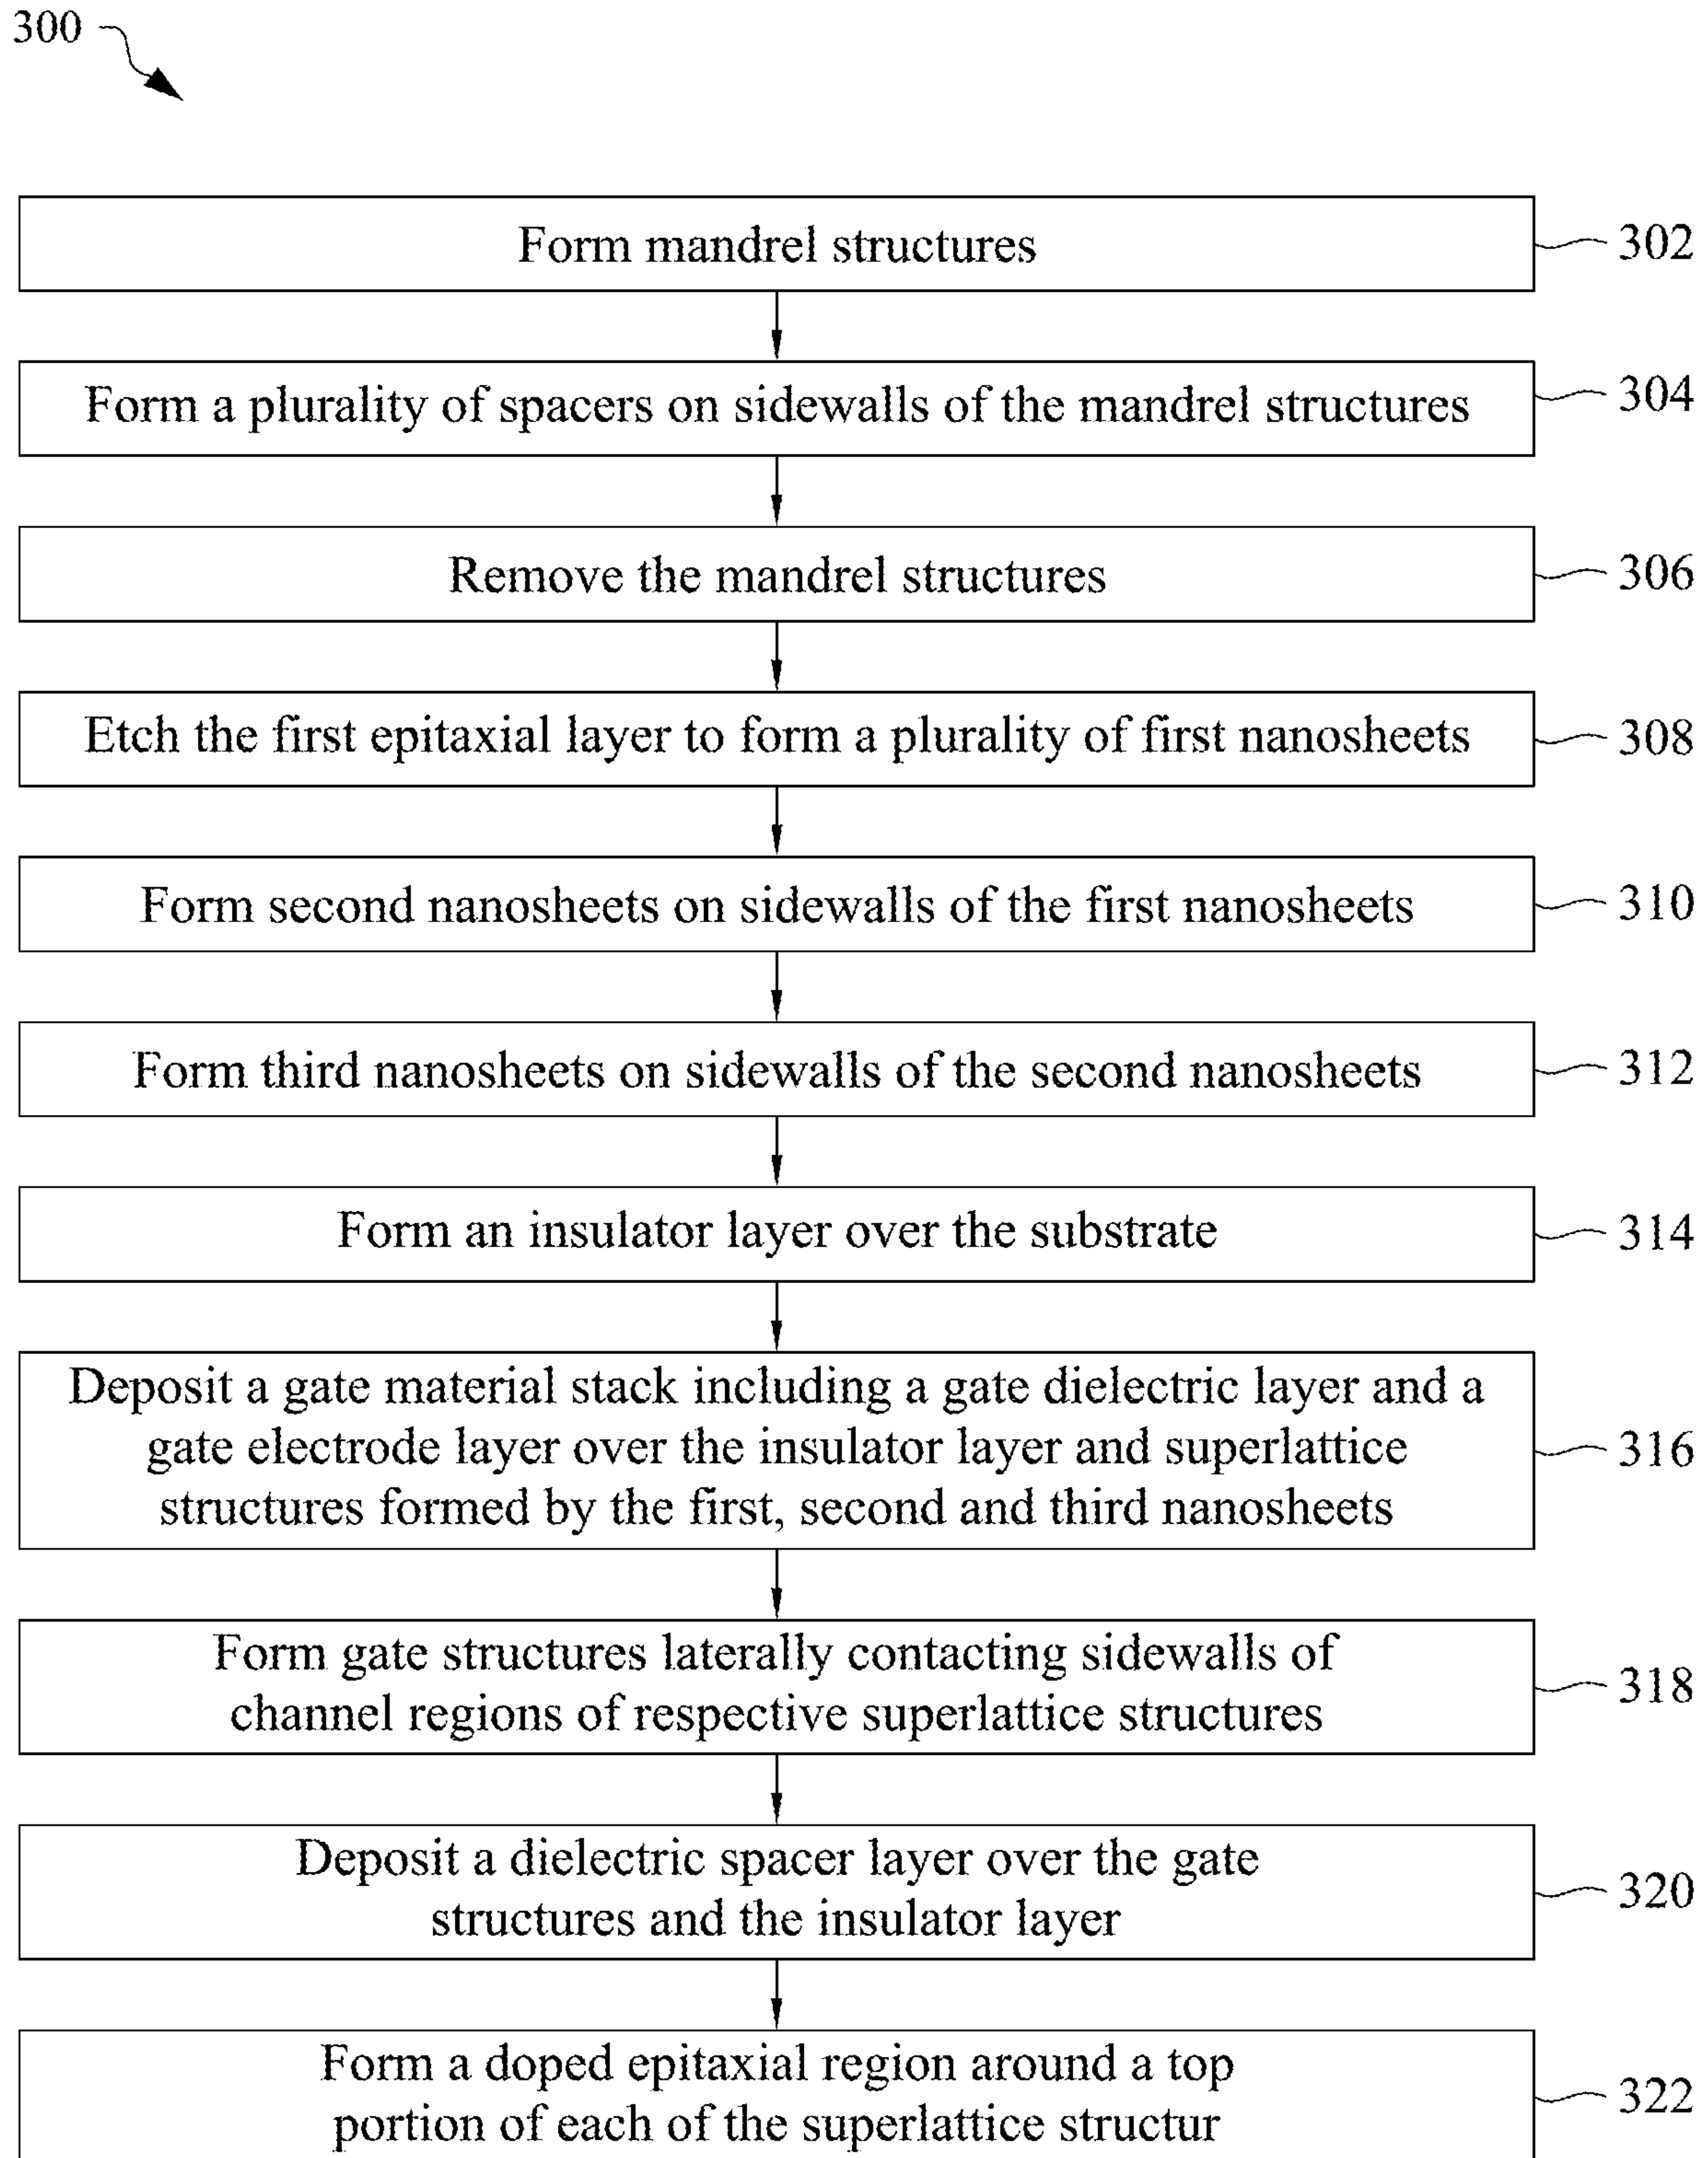 300
Form mandrel structures
302
Form a plurality of spacers on sidewalls of the mandrel structures
304
Remove the mandrel structures
306
Etch the first epitaxial layer to form a plurality of first nanosheets
308
Form second nanosheets on sidewalls of the first nanosheets
310
Form third nanosheets on sidewalls of the second nanosheets
312
Form an insulator layer over the substrate
314
Deposit a gate material stack including a gate dielectric layer and a
gate electrode layer over the insulator layer and superlattice
structures formed by the first, second and third nanosheets
316
Form gate structures laterally contacting sidewalls of
channel regions of respective superlattice structures
318
Deposit a dielectric spacer layer over the gate
structures and the insulator layer
320
Form a doped epitaxial region around a top
portion of each of the superlattice structur
322